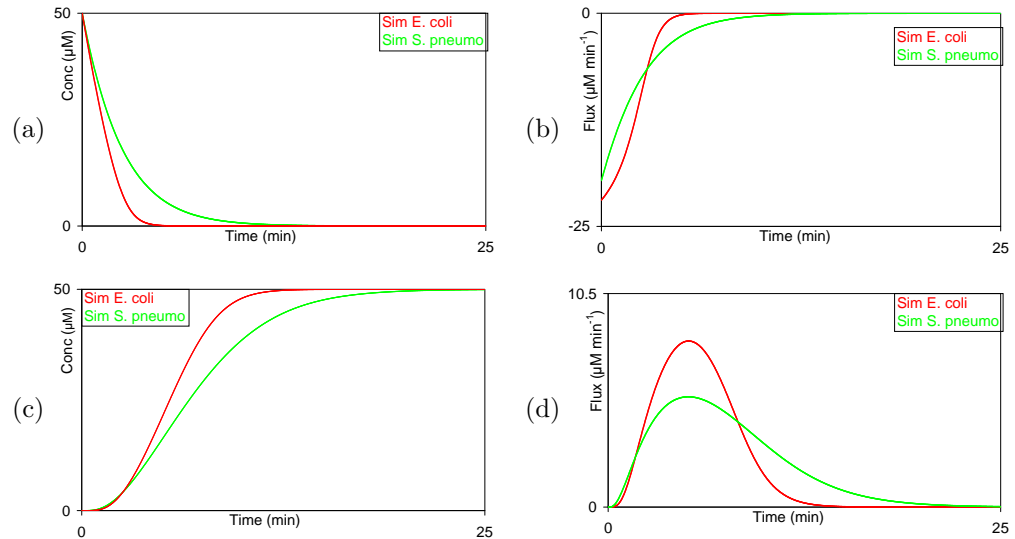 (a)
50
Conc (µM)
0
Time (min)
0
25
Sim E. coli
Sim S. pneumo
(b)
0
Flux (µM min⁻¹)
-25
Time (min)
0
25
Sim E. coli
Sim S. pneumo
(c)
50
Conc (µM)
0
Time (min)
0
25
Sim E. coli
Sim S. pneumo
(d)
10.5
Flux (µM min⁻¹)
0
Time (min)
0
25
Sim E. coli
Sim S. pneumo